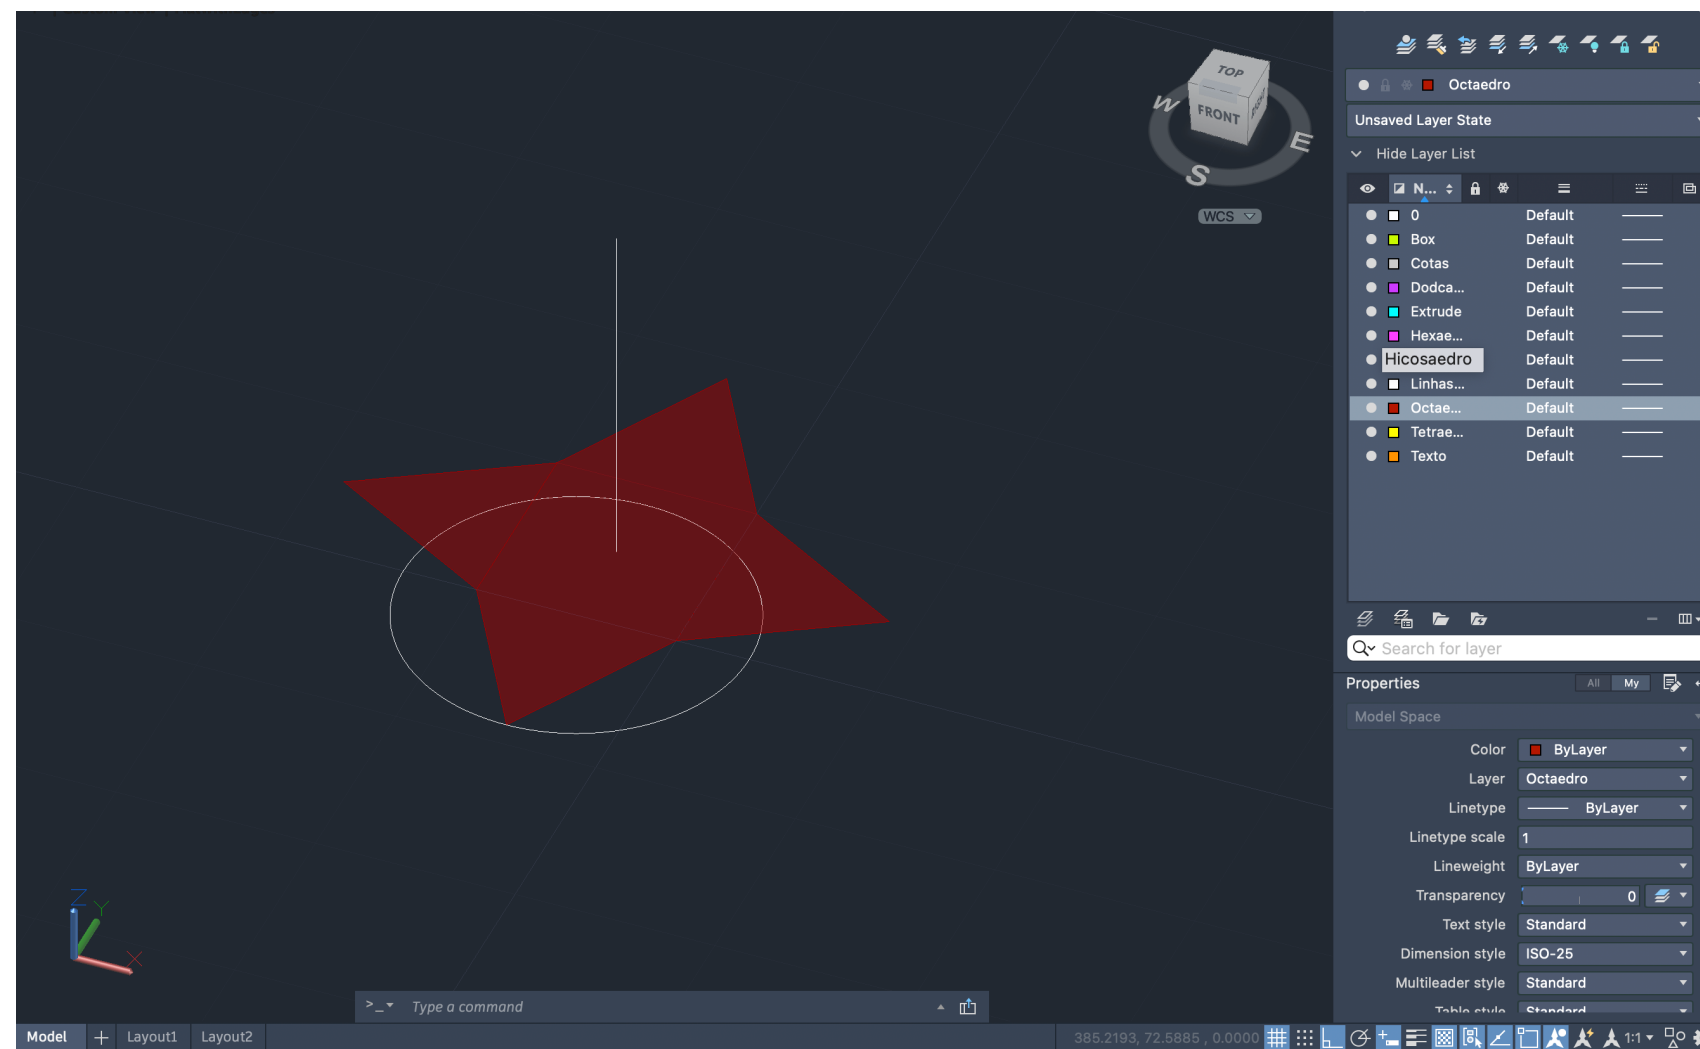 TOP
FRONT
W
S
E
WCS
Octaedro
Unsaved Layer State
Hide Layer List
N...
0 Default
Box Default
Cotas Default
Dodca... Default
Extrude Default
Hexae... Default
Hicosaedro Default
Linhas... Default
Octae... Default
Tetrae... Default
Texto Default
Search for layer
Properties All My
Model Space
Color ByLayer
Layer Octaedro
Linetype ByLayer
Linetype scale 1
Lineweight ByLayer
Transparency 0
Text style Standard
Dimension style ISO-25
Multileader style Standard
Table style Standard
Z
Y
X
>_ Type a command
Model + Layout1 Layout2
385.2193, 72.5885 , 0.0000
1:1